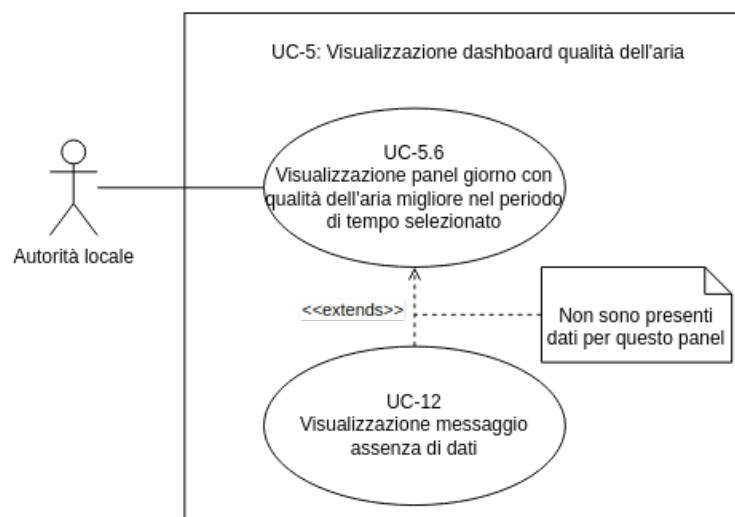 UC-5: Visualizzazione dashboard qualità dell'aria
UC-5.6
Visualizzazione panel giorno con
qualità dell'aria migliore nel periodo
di tempo selezionato
Autorità locale
<<extends>>
Non sono presenti
dati per questo panel
UC-12
Visualizzazione messaggio
assenza di dati